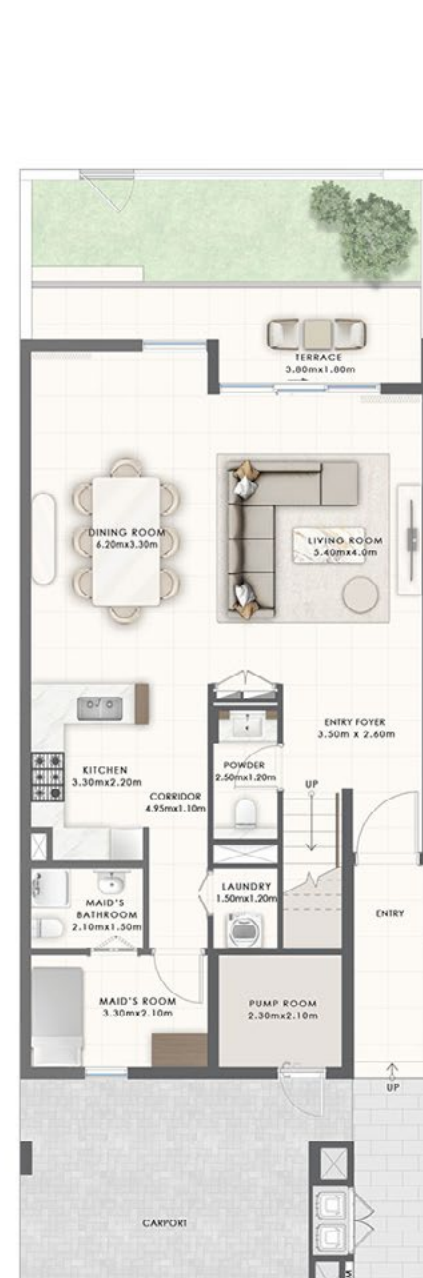 TERRACE
3.80mx1.80m
DINING ROOM
6.20mx3.30m
LIVING ROOM
5.40mx4.0m
ENTRY FOYER
3.50m x 2.60m
KITCHEN
3.30mx2.20m
POWDER
2.50mx1.20m
CORRIDOR
4.95mx1.10m
UP
LAUNDRY
1.50mx1.20m
MAID'S
BATHROOM
2.10mx1.50m
ENTRY
MAID'S ROOM
3.30mx2.10m
PUMP ROOM
2.30mx2.10m
UP
CARPORT